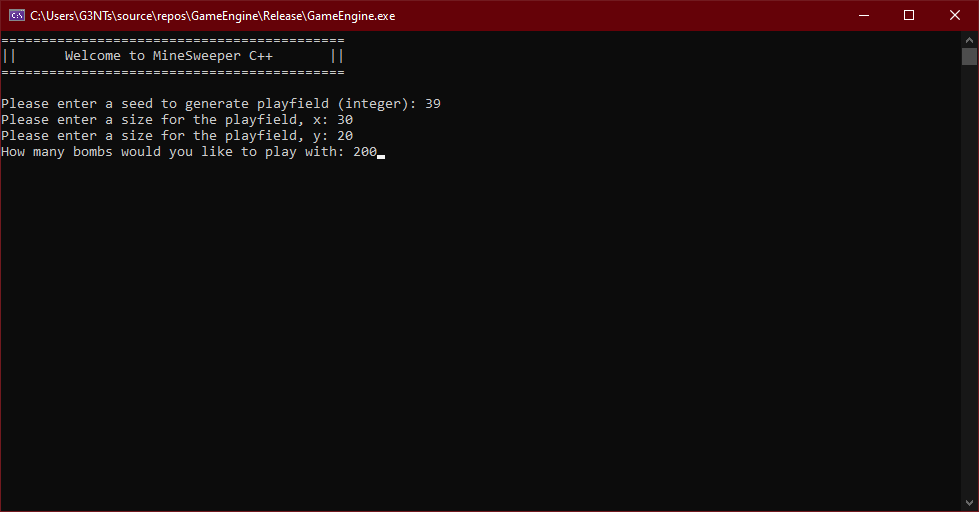 C:\Users\G3NTs\source\repos\GameEngine\Release\GameEngine.exe
===========================================
||      Welcome to MineSweeper C++       ||
===========================================
Please enter a seed to generate playfield (integer): 39
Please enter a size for the playfield, x: 30
Please enter a size for the playfield, y: 20
How many bombs would you like to play with: 200